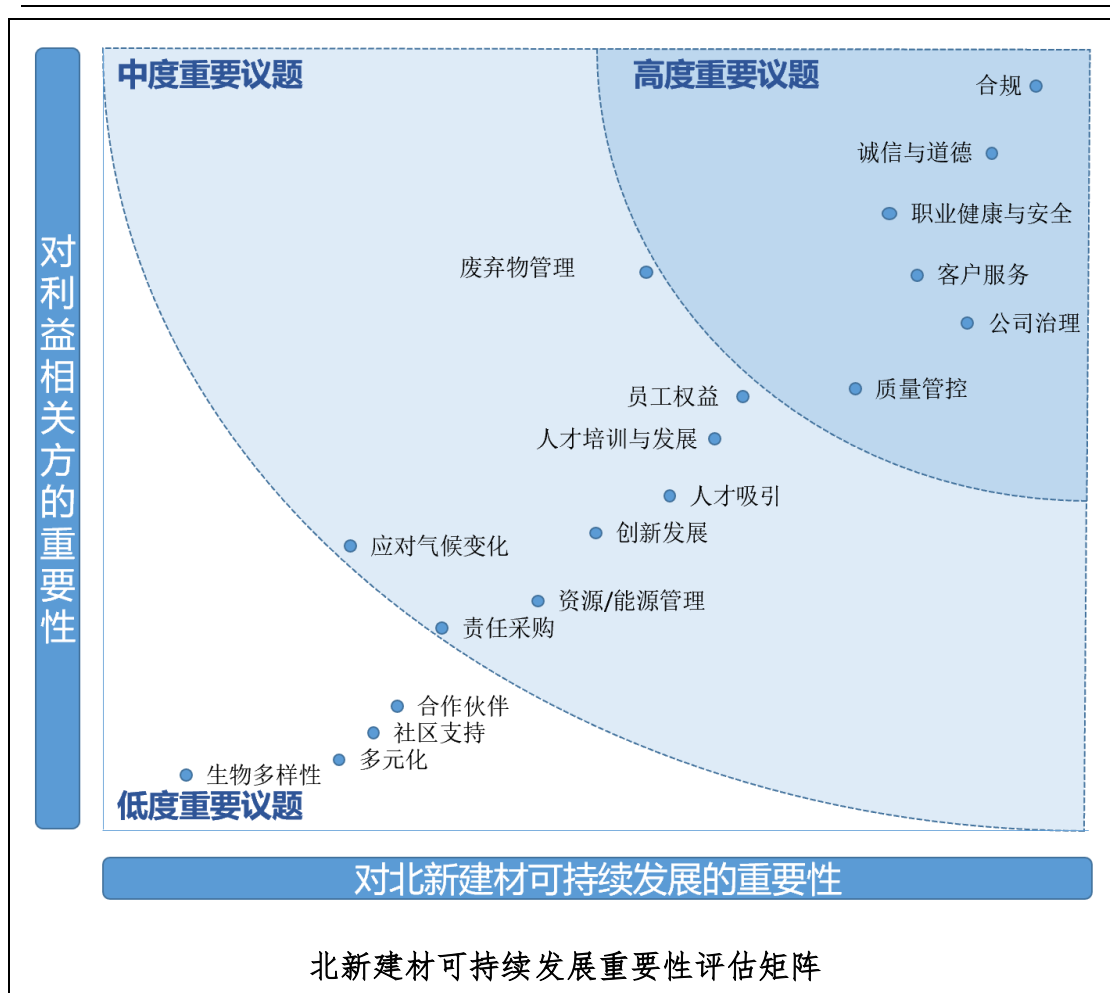 中度重要议题
高度重要议题
合规
诚信与道德
职业健康与安全
废弃物管理
客户服务
公司治理
质量管控
员工权益
人才培训与发展
人才吸引
创新发展
应对气候变化
资源/能源管理
责任采购
合作伙伴
社区支持
多元化
生物多样性
低度重要议题
对利益相关方的重要性
对北新建材可持续发展的重要性
北新建材可持续发展重要性评估矩阵